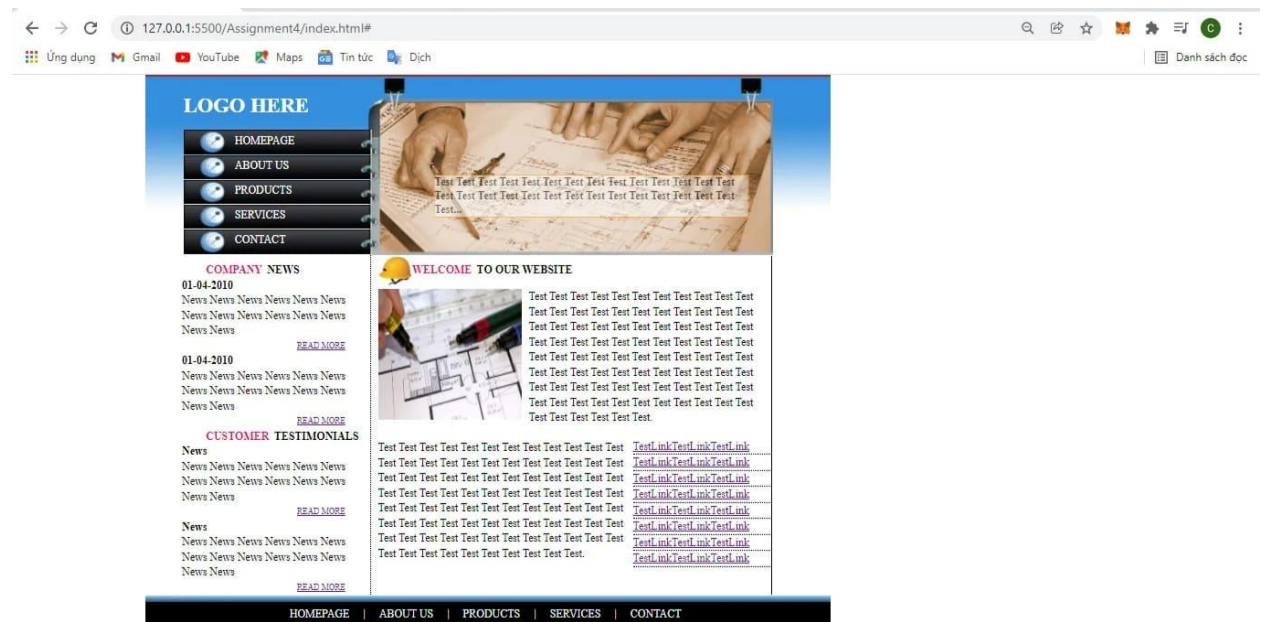 127.0.0.1:5500/Assignment4/index.html#
Ứng dụng Gmail YouTube Maps Tin tức Dịch Danh sách đọc
LOGO HERE
HOMEPAGE
ABOUT US
PRODUCTS
SERVICES
CONTACT
Test Test Test Test Test Test Test Test Test Test Test Test Test Test
Test Test Test Test Test Test Test Test Test Test Test Test Test Test
Test...
COMPANY NEWS
01-04-2010
News News News News News News
News News News News News News
News News
READ MORE
01-04-2010
News News News News News News
News News News News News News
News News
READ MORE
CUSTOMER TESTIMONIALS
News
News News News News News News
News News News News News News
News News
READ MORE
News
News News News News News News
News News News News News News
News News
READ MORE
WELCOME TO OUR WEBSITE
Test Test Test Test Test Test Test Test Test Test Test
Test Test Test Test Test Test Test Test Test Test Test
Test Test Test Test Test Test Test Test Test Test Test
Test Test Test Test Test Test Test Test Test Test Test
Test Test Test Test Test Test Test Test Test Test Test
Test Test Test Test Test Test Test Test Test Test Test
Test Test Test Test Test Test Test Test Test Test Test
Test Test Test Test Test Test Test Test Test Test Test
Test Test Test Test Test Test.
Test Test Test Test Test Test Test Test Test Test Test Test
Test Test Test Test Test Test Test Test Test Test Test Test
Test Test Test Test Test Test Test Test Test Test Test Test
Test Test Test Test Test Test Test Test Test Test Test Test
Test Test Test Test Test Test Test Test Test Test Test Test
Test Test Test Test Test Test Test Test Test Test Test Test
Test Test Test Test Test Test Test Test Test Test Test Test
Test Test Test Test Test Test Test Test Test Test.
TestLinkTestLinkTestLink
TestLinkTestLinkTestLink
TestLinkTestLinkTestLink
TestLinkTestLinkTestLink
TestLinkTestLinkTestLink
TestLinkTestLinkTestLink
TestLinkTestLinkTestLink
TestLinkTestLinkTestLink
HOMEPAGE | ABOUT US | PRODUCTS | SERVICES | CONTACT